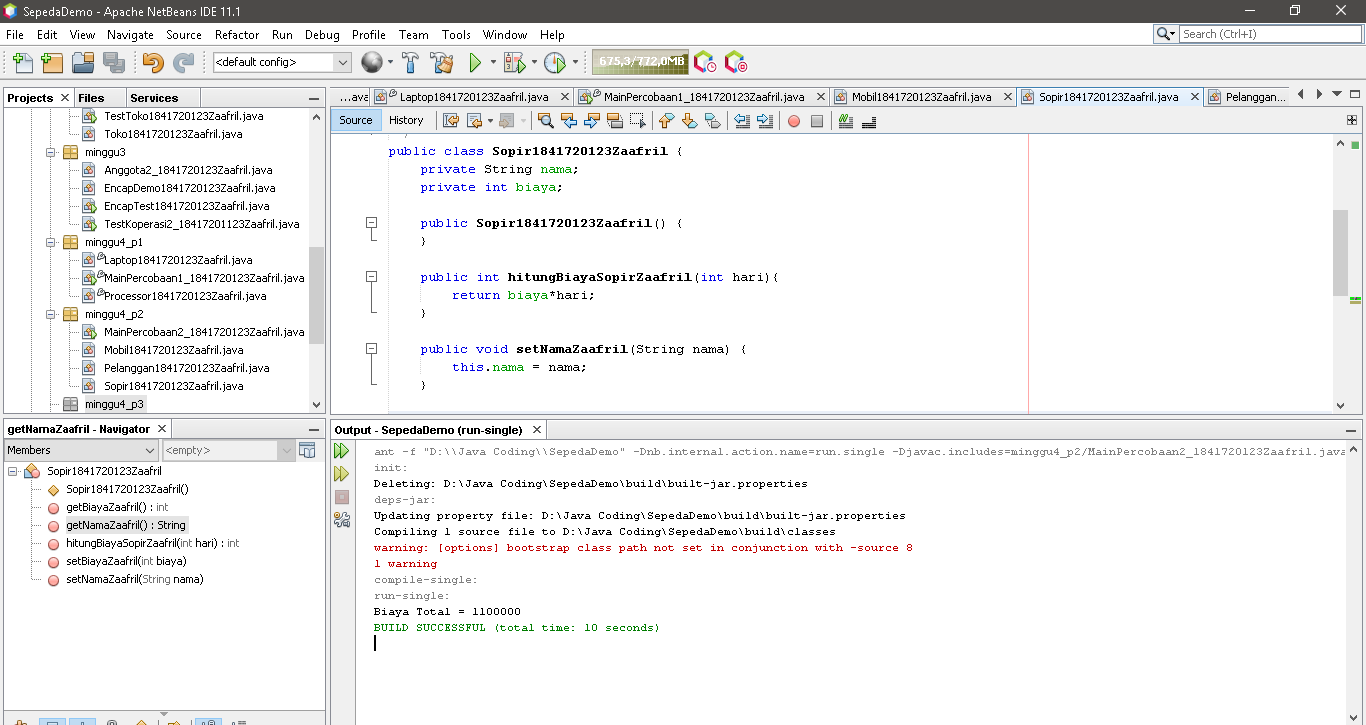 SepedaDemo - Apache NetBeans IDE 11.1
File Edit View Navigate Source Refactor Run Debug Profile Team Tools Window Help
Search (Ctrl+I)
<default config>
675,3/772,0MB
Projects Files Services
TestToko1841720123Zaafril.java
Toko1841720123Zaafril.java
minggu3
Anggota2_1841720123Zaafril.java
EncapDemo1841720123Zaafril.java
EncapTest1841720123Zaafril.java
TestKoperasi2_18417201123Zaafril.java
minggu4_p1
Laptop1841720123Zaafril.java
MainPercobaan1_1841720123Zaafril.java
Processor1841720123Zaafril.java
minggu4_p2
MainPercobaan2_1841720123Zaafril.java
Mobil1841720123Zaafril.java
Pelanggan1841720123Zaafril.java
Sopir1841720123Zaafril.java
minggu4_p3
...ava Laptop1841720123Zaafril.java MainPercobaan1_1841720123Zaafril.java Mobil1841720123Zaafril.java Sopir1841720123Zaafril.java Pelanggan...
Source History
public class Sopir1841720123Zaafril {
private String nama;
private int biaya;
public Sopir1841720123Zaafril() {
}
public int hitungBiayaSopirZaafril(int hari){
return biaya*hari;
}
public void setNamaZaafril(String nama) {
this.nama = nama;
}
getNamaZaafril - Navigator
Members <empty>
Sopir1841720123Zaafril
Sopir1841720123Zaafril()
getBiayaZaafril() : int
getNamaZaafril() : String
hitungBiayaSopirZaafril(int hari) : int
setBiayaZaafril(int biaya)
setNamaZaafril(String nama)
Output - SepedaDemo (run-single)
ant -f "D:\\Java Coding\\SepedaDemo" -Dnb.internal.action.name=run.single -Djavac.includes=minggu4_p2/MainPercobaan2_1841720123Zaafril.java
init:
Deleting: D:\Java Coding\SepedaDemo\build\built-jar.properties
deps-jar:
Updating property file: D:\Java Coding\SepedaDemo\build\built-jar.properties
Compiling 1 source file to D:\Java Coding\SepedaDemo\build\classes
warning: [options] bootstrap class path not set in conjunction with -source 8
1 warning
compile-single:
run-single:
Biaya Total = 1100000
BUILD SUCCESSFUL (total time: 10 seconds)